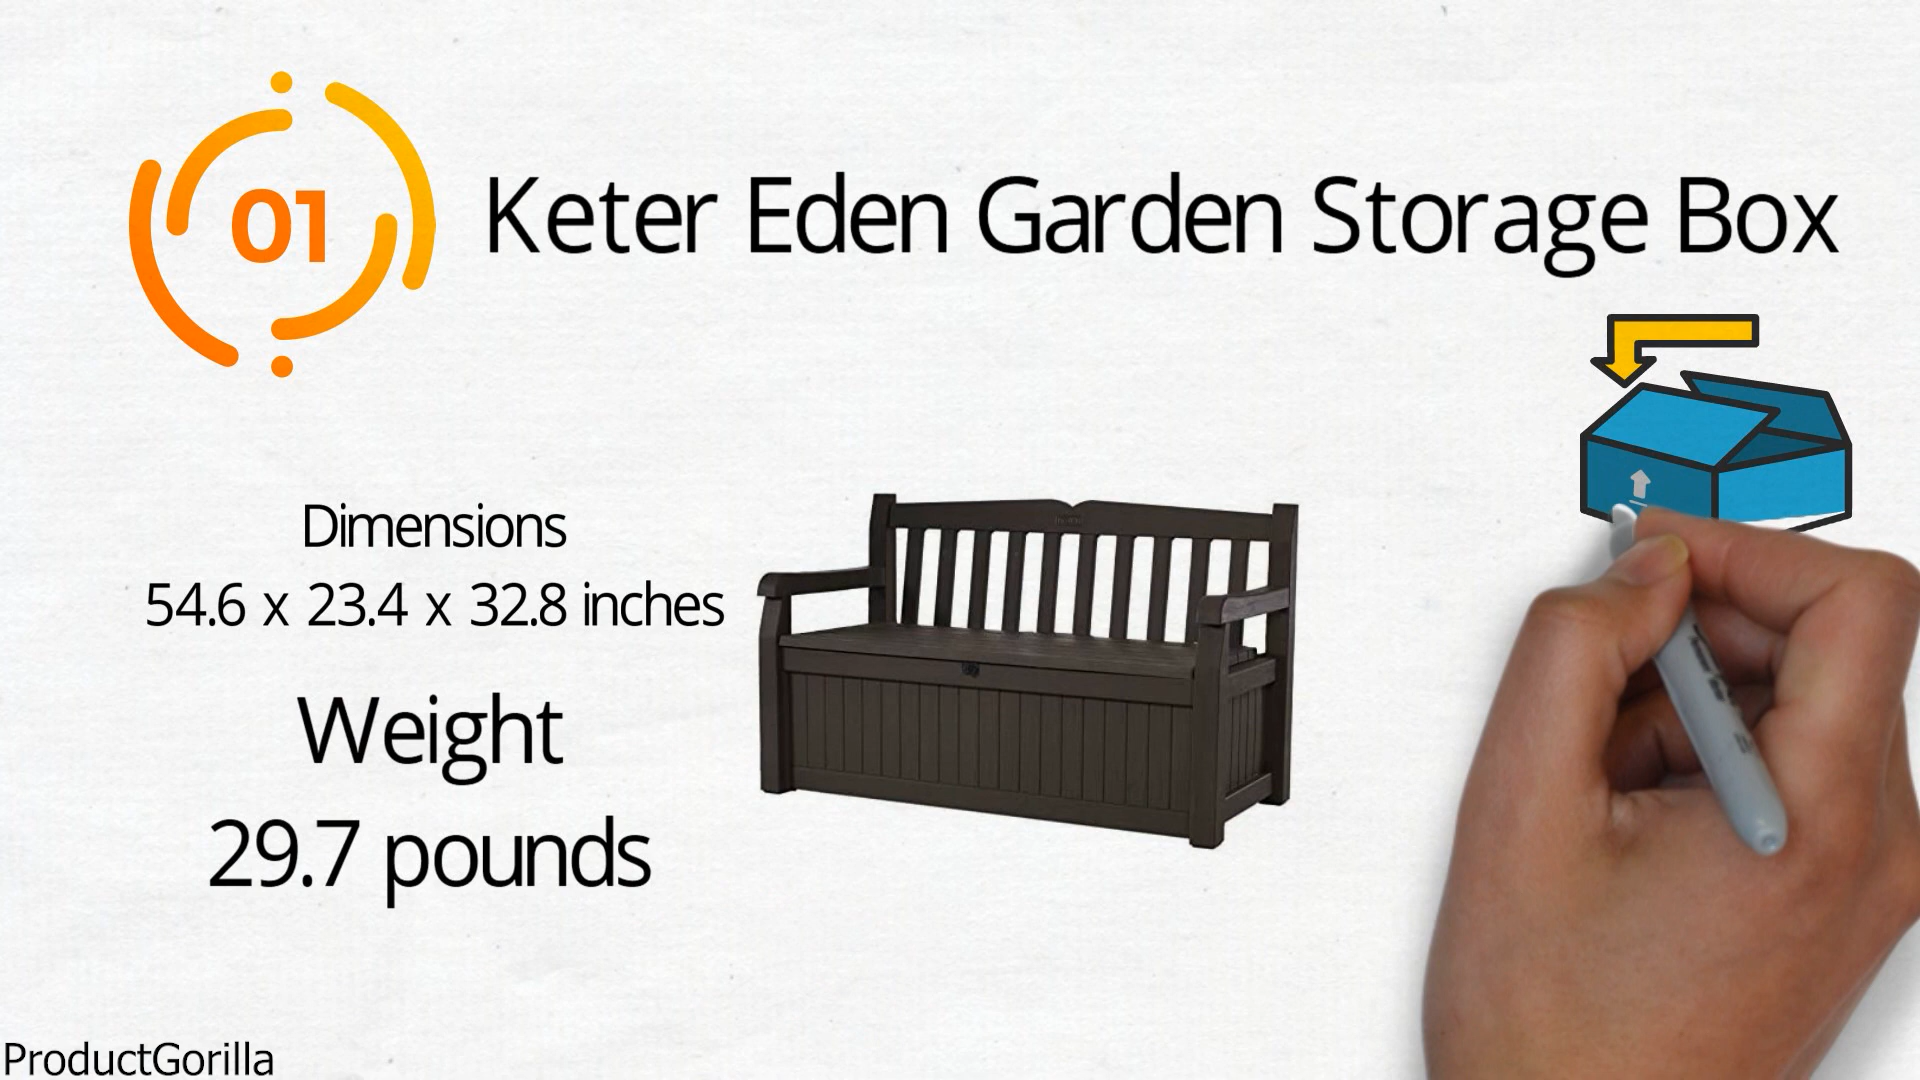 01
Keter Eden Garden Storage Box
Dimensions
54.6 x 23.4 x 32.8 inches
Weight
29.7 pounds
ProductGorilla